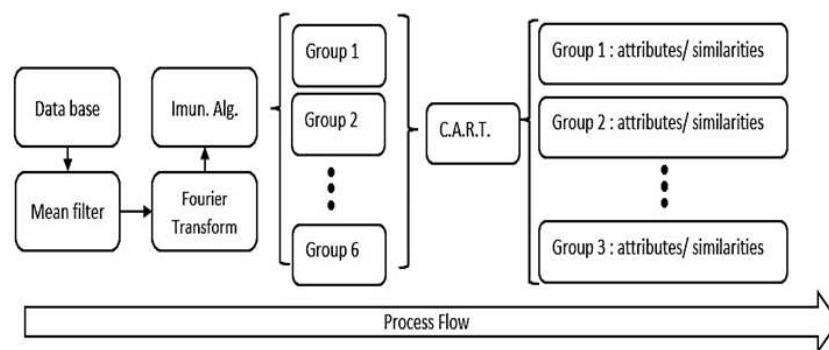 Data base
Mean filter
Fourier
Transform
Imun. Alg.
Group 1
Group 2
Group 6
C.A.R.T.
Group 1 : attributes/ similarities
Group 2 : attributes/ similarities
Group 3 : attributes/ similarities
Process Flow